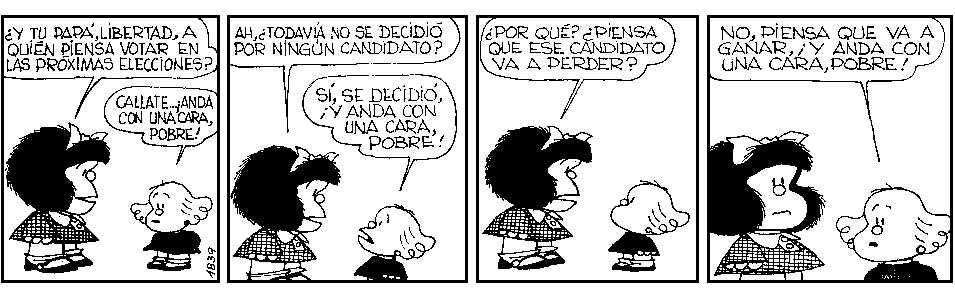 ¿Y TU PAPÁ, LIBERTAD, A
QUIÉN PIENSA VOTAR EN
LAS PRÓXIMAS ELECCIONES?
CALLATE...¡ANDA
CON UNA CARA,
POBRE!
1839
AH, ¿TODAVÍA NO SE DECIDIÓ
POR NINGÚN CANDIDATO?
SÍ, SE DECIDIÓ,
¡Y ANDA CON
UNA CARA,
POBRE!
¿POR QUÉ? ¿PIENSA
QUE ESE CANDIDATO
VA A PERDER?
NO, PIENSA QUE VA A
GANAR, ¡Y ANDA CON
UNA CARA, POBRE!